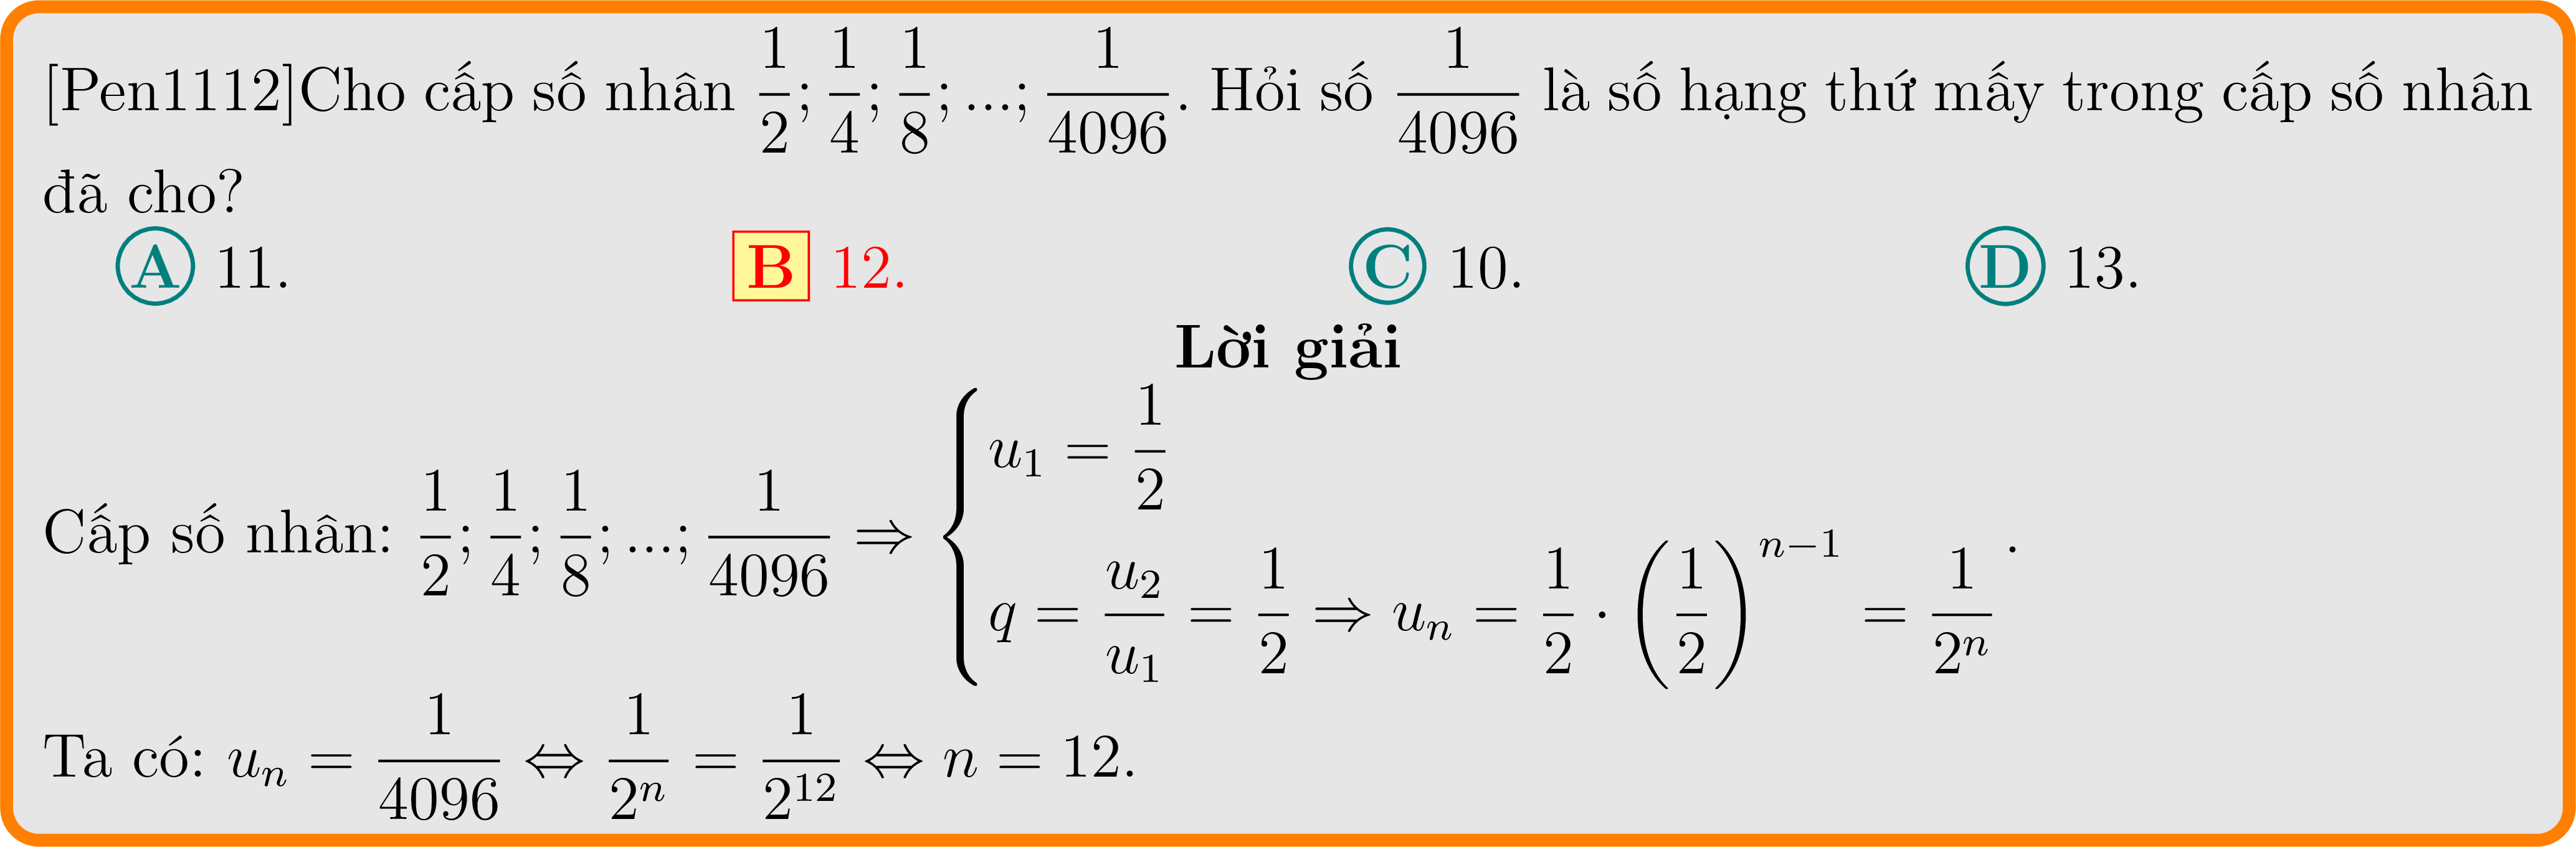 [Pen1112]Cho cấp số nhân $\frac{1}{2}; \frac{1}{4}; \frac{1}{8}; ...; \frac{1}{4096}$. Hỏi số $\frac{1}{4096}$ là số hạng thứ mấy trong cấp số nhân
đã cho?
A 11. B 12. C 10. D 13.
Lời giải
Cấp số nhân: $\frac{1}{2}; \frac{1}{4}; \frac{1}{8}; ...; \frac{1}{4096} \Rightarrow \begin{cases} u_1 = \frac{1}{2} \\ q = \frac{u_2}{u_1} = \frac{1}{2} \Rightarrow u_n = \frac{1}{2} \cdot \left(\frac{1}{2}\right)^{n-1} = \frac{1}{2^n} \end{cases}$.
Ta có: $u_n = \frac{1}{4096} \Leftrightarrow \frac{1}{2^n} = \frac{1}{2^{12}} \Leftrightarrow n = 12$.